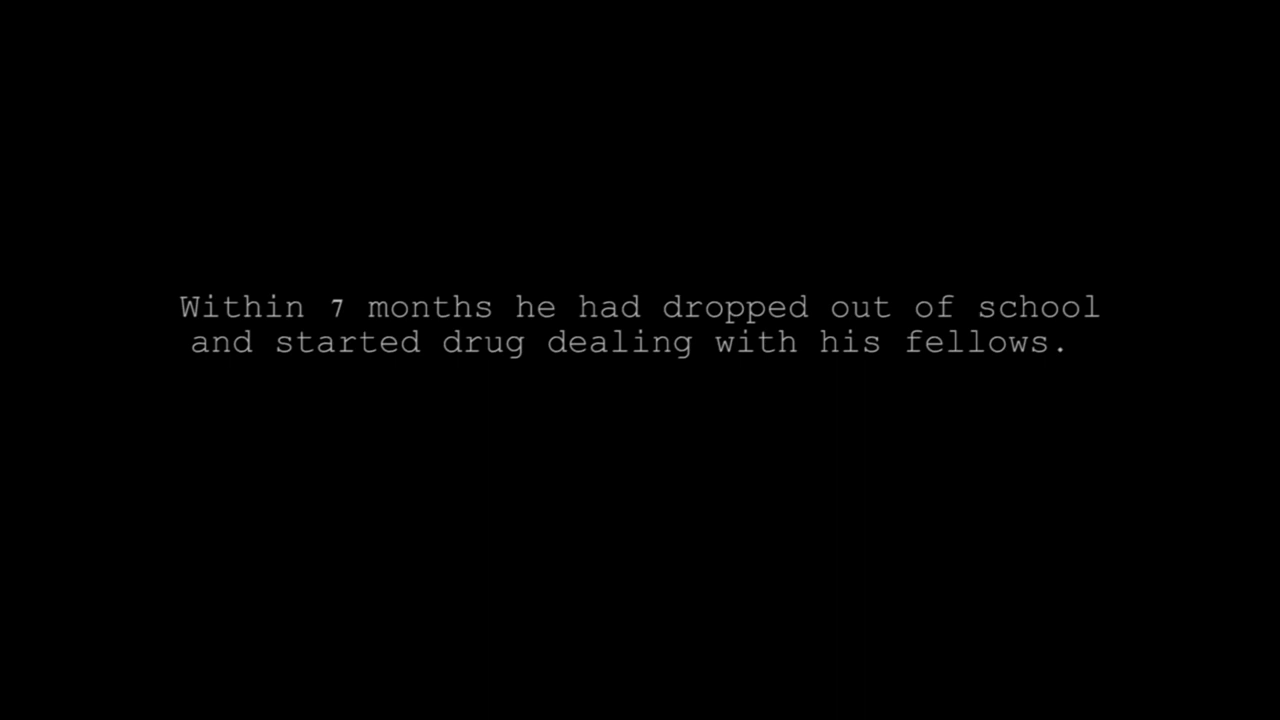 Within 7 months he had dropped out of school
and started drug dealing with his fellows.